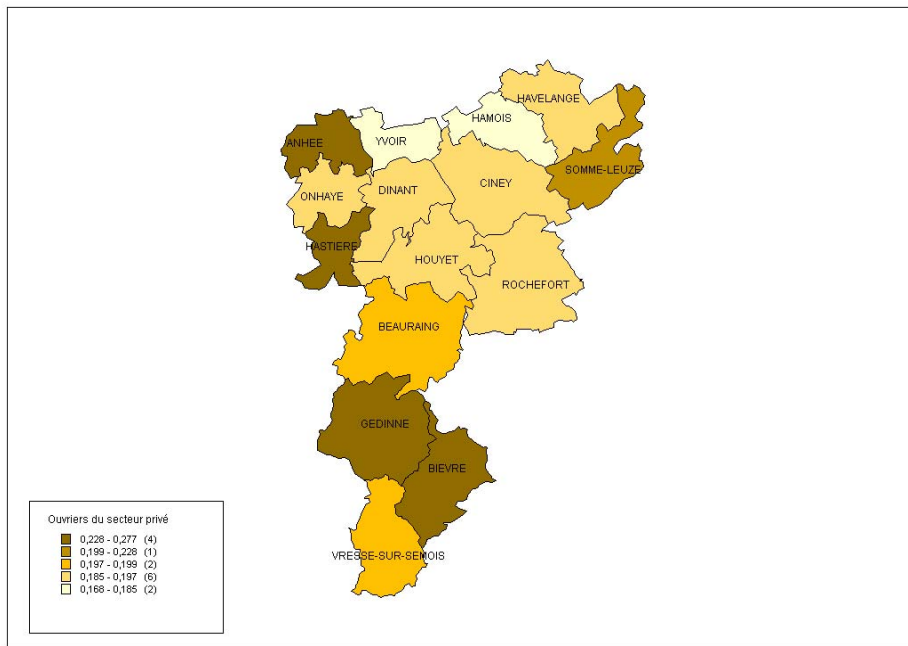 HAVELANGE
HAMOIS
ANHEE
YVOIR
SOMME-LEUZE
CINEY
DINANT
ONHAYE
HASTIERE
HOUYET
ROCHEFORT
BEAURAING
GEDINNE
BIEVRE
VRESSE-SUR-SEMOIS
Ouvriers du secteur privé
0,228 - 0,277 (4)
0,199 - 0,228 (1)
0,197 - 0,199 (2)
0,185 - 0,197 (6)
0,168 - 0,185 (2)